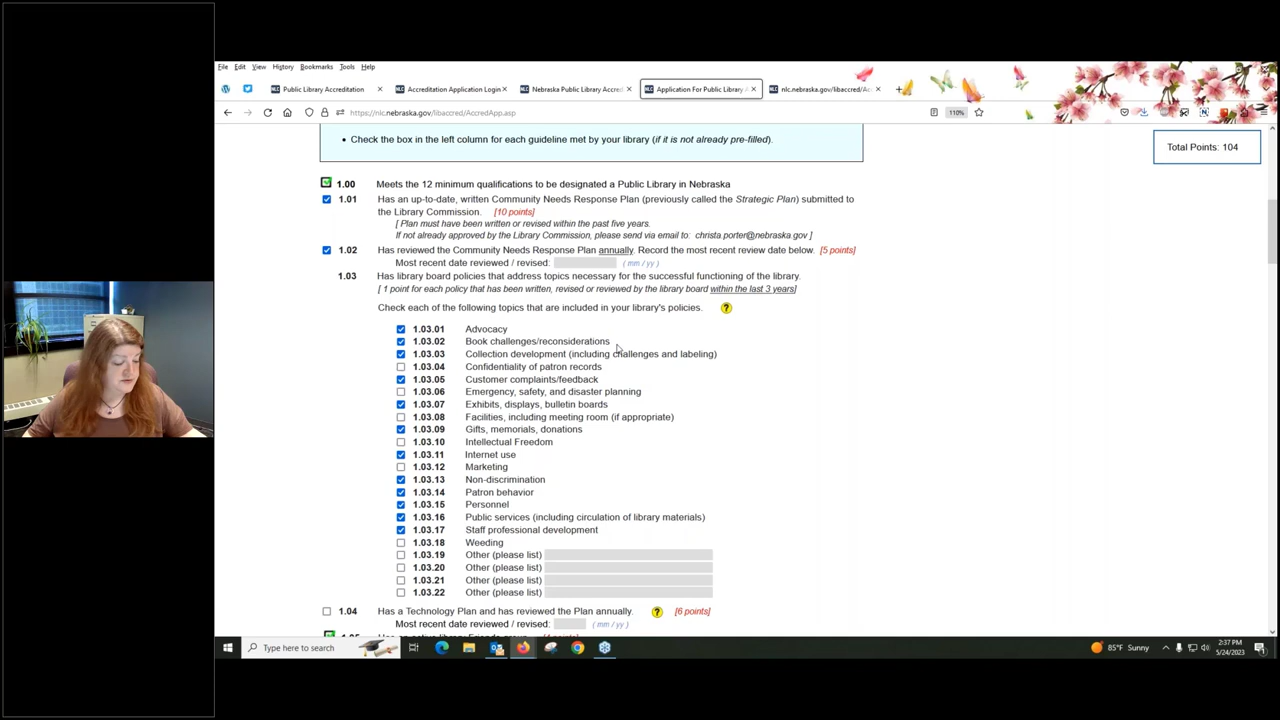 File Edit View History Bookmarks Tools Help
Public Library Accreditation
Accreditation Application Login
Nebraska Public Library Accred
Application For Public Library A
nlc.nebraska.gov/libaccred/Accred
https://nlc.nebraska.gov/libaccred/AccredApp.asp
110%
• Check the box in the left column for each guideline met by your library (if it is not already pre-filled).
Total Points: 104
1.00 Meets the 12 minimum qualifications to be designated a Public Library in Nebraska
1.01 Has an up-to-date, written Community Needs Response Plan (previously called the Strategic Plan) submitted to
the Library Commission. [10 points]
[ Plan must have been written or revised within the past five years.
If not already approved by the Library Commission, please send via email to: christa.porter@nebraska.gov ]
1.02 Has reviewed the Community Needs Response Plan annually. Record the most recent review date below. [5 points]
Most recent date reviewed / revised: ( mm / yy )
1.03 Has library board policies that address topics necessary for the successful functioning of the library.
[ 1 point for each policy that has been written, revised or reviewed by the library board within the last 3 years]
Check each of the following topics that are included in your library's policies. ?
1.03.01 Advocacy
1.03.02 Book challenges/reconsiderations
1.03.03 Collection development (including challenges and labeling)
1.03.04 Confidentiality of patron records
1.03.05 Customer complaints/feedback
1.03.06 Emergency, safety, and disaster planning
1.03.07 Exhibits, displays, bulletin boards
1.03.08 Facilities, including meeting room (if appropriate)
1.03.09 Gifts, memorials, donations
1.03.10 Intellectual Freedom
1.03.11 Internet use
1.03.12 Marketing
1.03.13 Non-discrimination
1.03.14 Patron behavior
1.03.15 Personnel
1.03.16 Public services (including circulation of library materials)
1.03.17 Staff professional development
1.03.18 Weeding
1.03.19 Other (please list)
1.03.20 Other (please list)
1.03.21 Other (please list)
1.03.22 Other (please list)
1.04 Has a Technology Plan and has reviewed the Plan annually. ? [6 points]
Most recent date reviewed / revised: ( mm / yy )
Type here to search
85°F Sunny
2:37 PM
5/24/2023